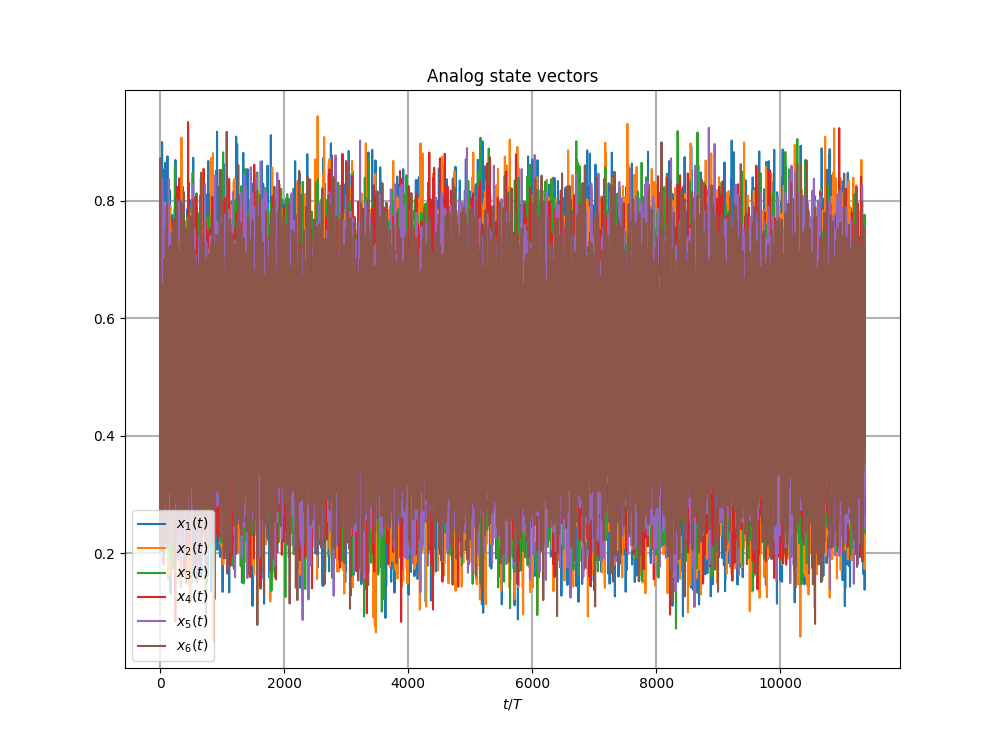 Analog state vectors
0.8
0.6
0.4
0.2
x₁(t)
x₂(t)
x₃(t)
x₄(t)
x₅(t)
x₆(t)
0 2000 4000 6000 8000 10000
t/T